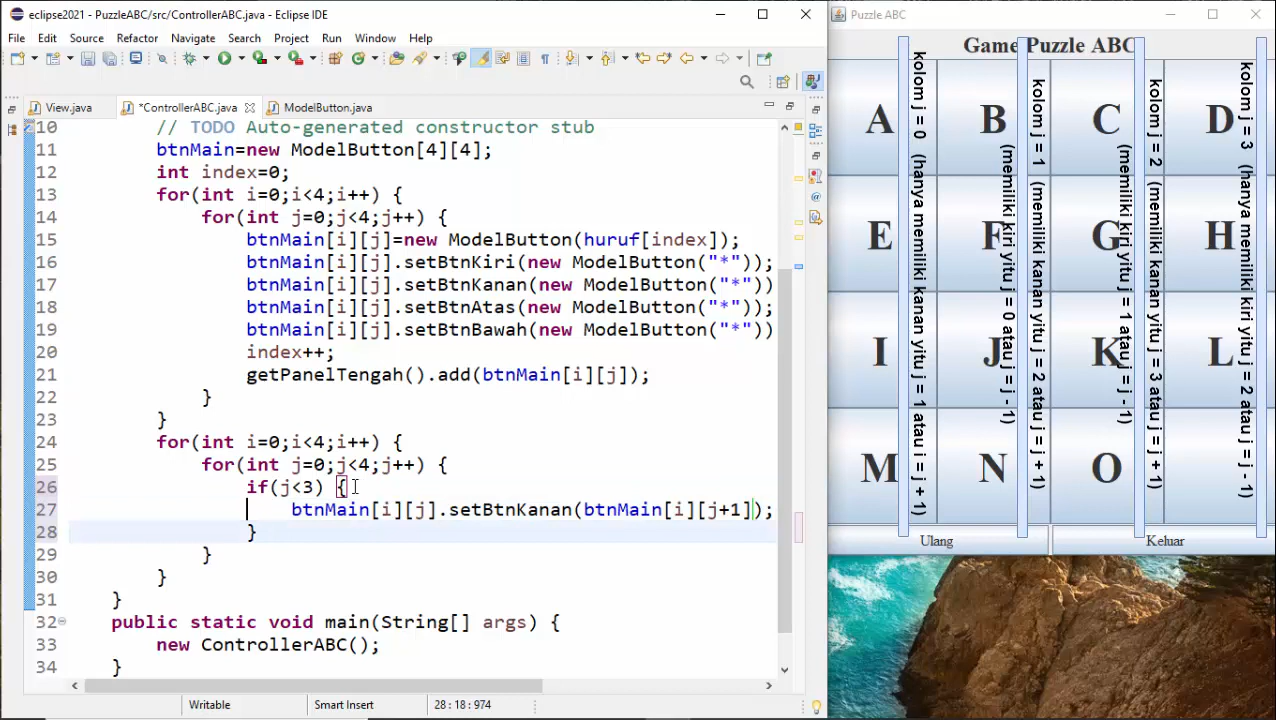 eclipse2021 - PuzzleABC/src/ControllerABC.java - Eclipse IDE
File Edit Source Refactor Navigate Search Project Run Window Help
View.java *ControllerABC.java ModelButton.java
10 // TODO Auto-generated constructor stub
11 btnMain=new ModelButton[4][4];
12 int index=0;
13 for(int i=0;i<4;i++) {
14 for(int j=0;j<4;j++) {
15 btnMain[i][j]=new ModelButton(huruf[index]);
16 btnMain[i][j].setBtnKiri(new ModelButton("*"));
17 btnMain[i][j].setBtnKanan(new ModelButton("*"))
18 btnMain[i][j].setBtnAtas(new ModelButton("*"));
19 btnMain[i][j].setBtnBawah(new ModelButton("*"))
20 index++;
21 getPanelTengah().add(btnMain[i][j]);
22 }
23 }
24 for(int i=0;i<4;i++) {
25 for(int j=0;j<4;j++) {
26 if(j<3) {
27 btnMain[i][j].setBtnKanan(btnMain[i][j+1]);
28 }
29 }
30 }
31 }
32 public static void main(String[] args) {
33 new ControllerABC();
34 }
Writable Smart Insert 28 : 18 : 974
Puzzle ABC
Game Puzzle ABC
A B C D
E F G H
I J K L
M N O
kolom j = 0 (hanya memiliki kanan yitu j = 1 atau i = j + 1)
(memiliki kiri yitu j = 0 atau = j - 1)
kolom j = 1 (memiliki kanan yitu j = 2 atau = j + 1)
(memiliki kiri yitu j = 1 atau = j - 1)
kolom j = 2 (memiliki kanan yitu j = 3 atau = j + 1)
kolom j = 3 (hanya memiliki kiri yitu j = 2 atau = j - 1)
Ulang Keluar